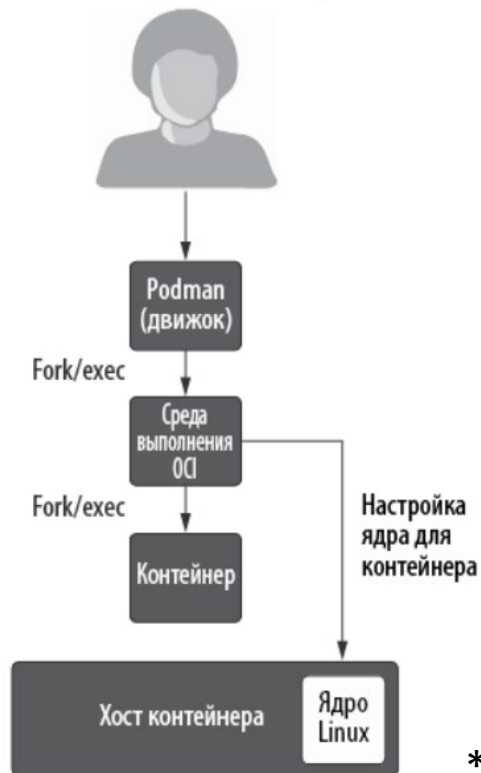 Podman
(движок)
Fork/exec
Среда
выполнения
OCI
Fork/exec
Настройка
ядра для
контейнера
Контейнер
Хост контейнера
Ядро
Linux
*